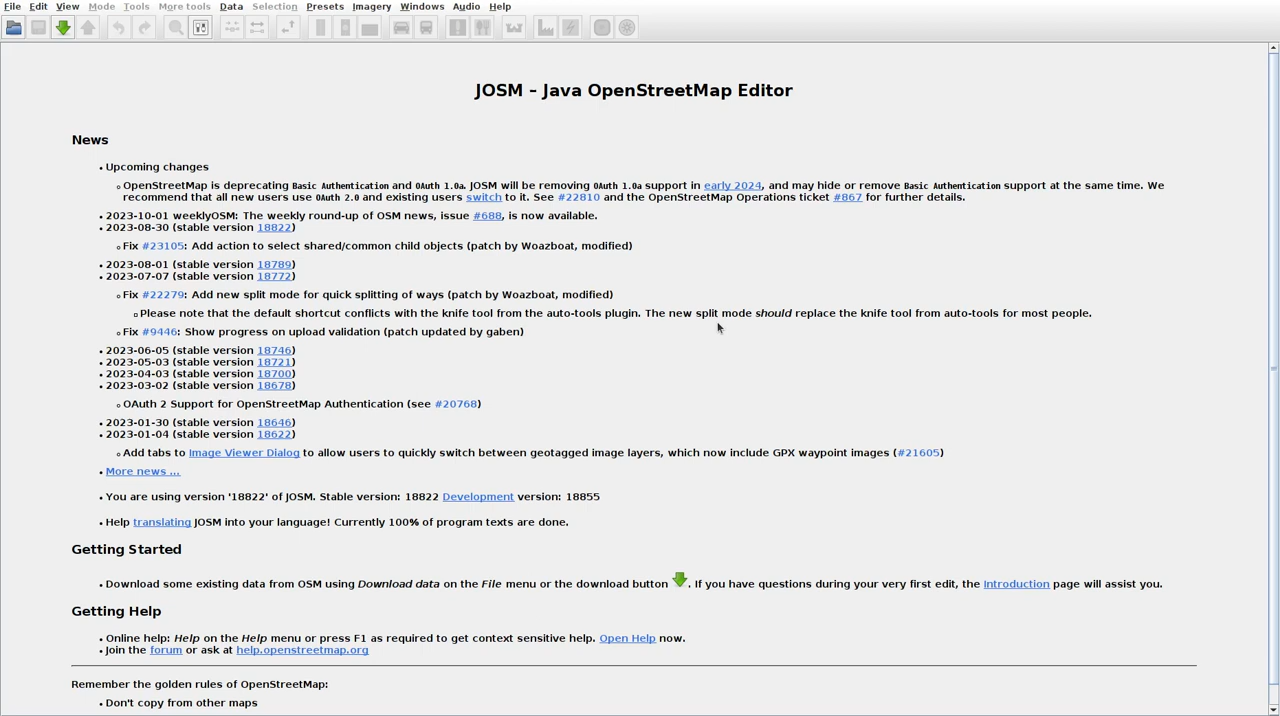 File Edit View Mode Tools More tools Data Selection Presets Imagery Windows Audio Help
JOSM – Java OpenStreetMap Editor
News
Upcoming changes
OpenStreetMap is deprecating Basic Authentication and OAuth 1.0a. JOSM will be removing OAuth 1.0a support in early 2024, and may hide or remove Basic Authentication support at the same time. We
recommend that all new users use OAuth 2.0 and existing users switch to it. See #22810 and the OpenStreetMap Operations ticket #867 for further details.
2023-10-01 weeklyOSM: The weekly round-up of OSM news, issue #688, is now available.
2023-08-30 (stable version 18822)
Fix #23105: Add action to select shared/common child objects (patch by Woazboat, modified)
2023-08-01 (stable version 18789)
2023-07-07 (stable version 18772)
Fix #22279: Add new split mode for quick splitting of ways (patch by Woazboat, modified)
Please note that the default shortcut conflicts with the knife tool from the auto-tools plugin. The new split mode should replace the knife tool from auto-tools for most people.
Fix #9446: Show progress on upload validation (patch updated by gaben)
2023-06-05 (stable version 18746)
2023-05-03 (stable version 18721)
2023-04-03 (stable version 18700)
2023-03-02 (stable version 18678)
OAuth 2 Support for OpenStreetMap Authentication (see #20768)
2023-01-30 (stable version 18646)
2023-01-04 (stable version 18622)
Add tabs to Image Viewer Dialog to allow users to quickly switch between geotagged image layers, which now include GPX waypoint images (#21605)
More news ...
You are using version '18822' of JOSM. Stable version: 18822 Development version: 18855
Help translating JOSM into your language! Currently 100% of program texts are done.
Getting Started
Download some existing data from OSM using Download data on the File menu or the download button . If you have questions during your very first edit, the Introduction page will assist you.
Getting Help
Online help: Help on the Help menu or press F1 as required to get context sensitive help. Open Help now.
Join the forum or ask at help.openstreetmap.org
Remember the golden rules of OpenStreetMap:
Don't copy from other maps